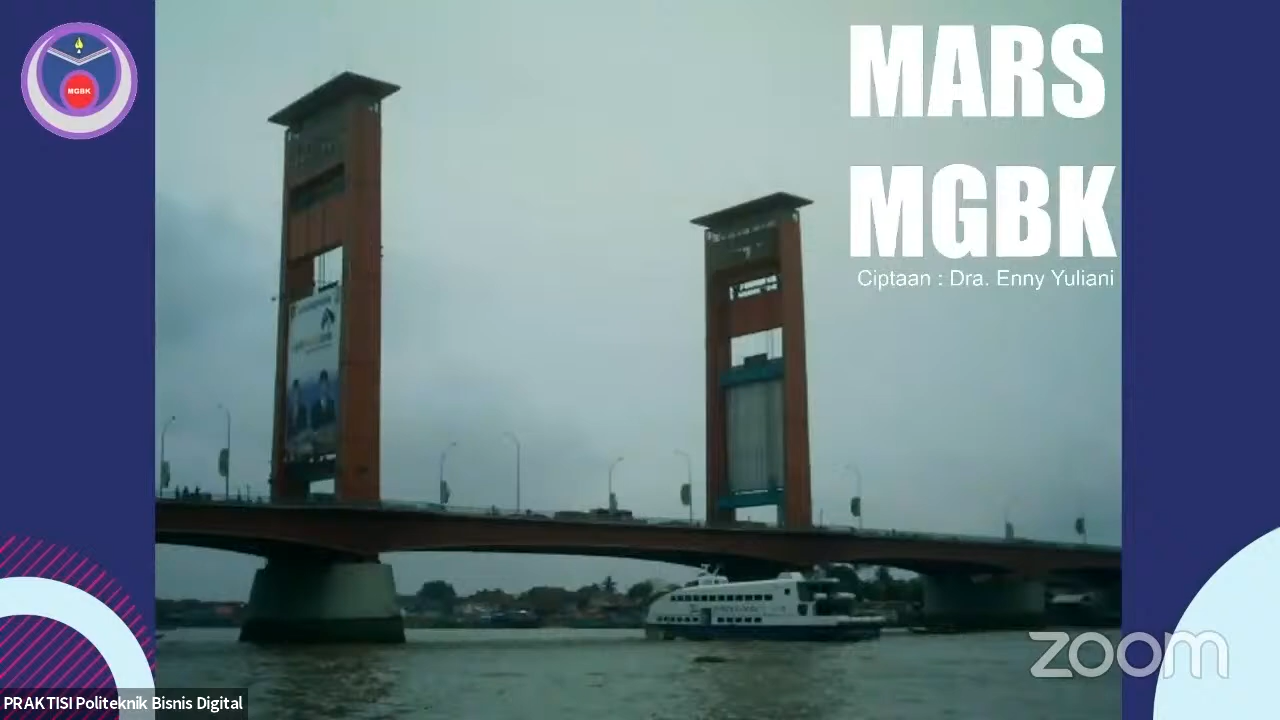 MGBK
MARS
MGBK
Ciptaan : Dra. Enny Yuliani
zoom
PRAKTISI Politeknik Bisnis Digital